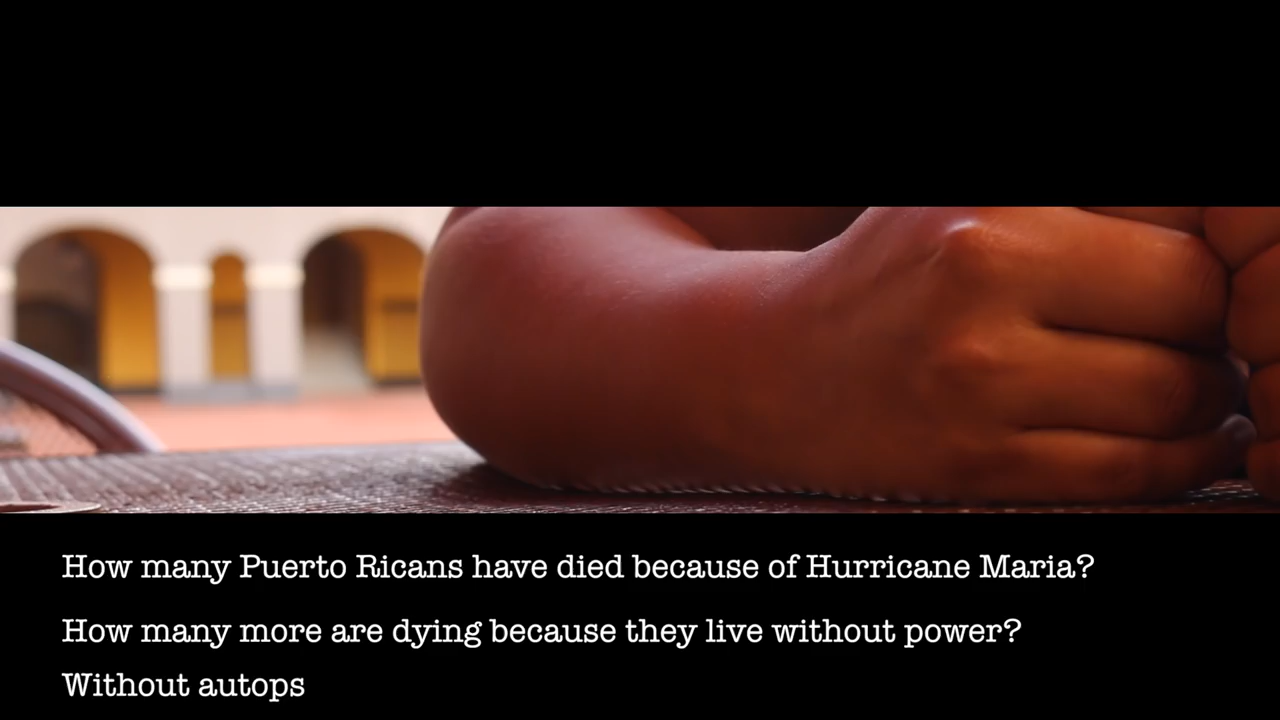 How many Puerto Ricans have died because of Hurricane Maria?
How many more are dying because they live without power?
Without autops